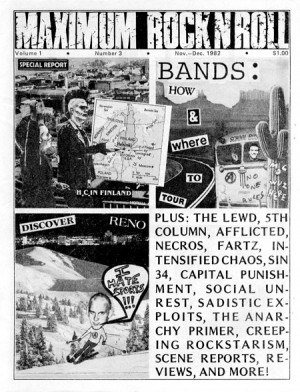 MAXIMUM ROCK N ROLL
Volume 1 • Number 3 • Nov.-Dec. 1982 $1.00
SPECIAL REPORT
H.C. IN FINLAND
BANDS:
HOW
&
where
TO
TOUR
DISCOVER RENO
I
HATE
SPORTS
!!!
PLUS: THE LEWD, 5TH
COLUMN, AFFLICTED,
NECROS, FARTZ, IN-
TENSIFIED CHAOS, SIN
34, CAPITAL PUNISH-
MENT, SOCIAL UN-
REST, SADISTIC EX-
PLOITS, THE ANAR-
CHY PRIMER, CREEP-
ING ROCKSTARISM,
SCENE REPORTS, RE-
VIEWS, AND MORE!